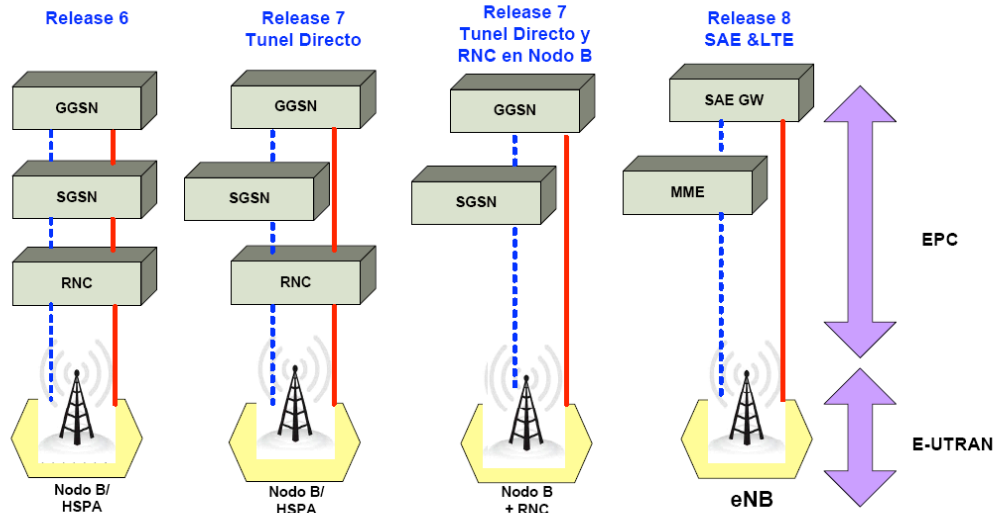 Release 6
Release 7
Tunel Directo
Release 7
Tunel Directo y
RNC en Nodo B
Release 8
SAE &LTE
GGSN
GGSN
GGSN
SAE GW
SGSN
SGSN
SGSN
MME
RNC
RNC
EPC
E-UTRAN
Nodo B/
HSPA
Nodo B/
HSPA
Nodo B
+ RNC
eNB